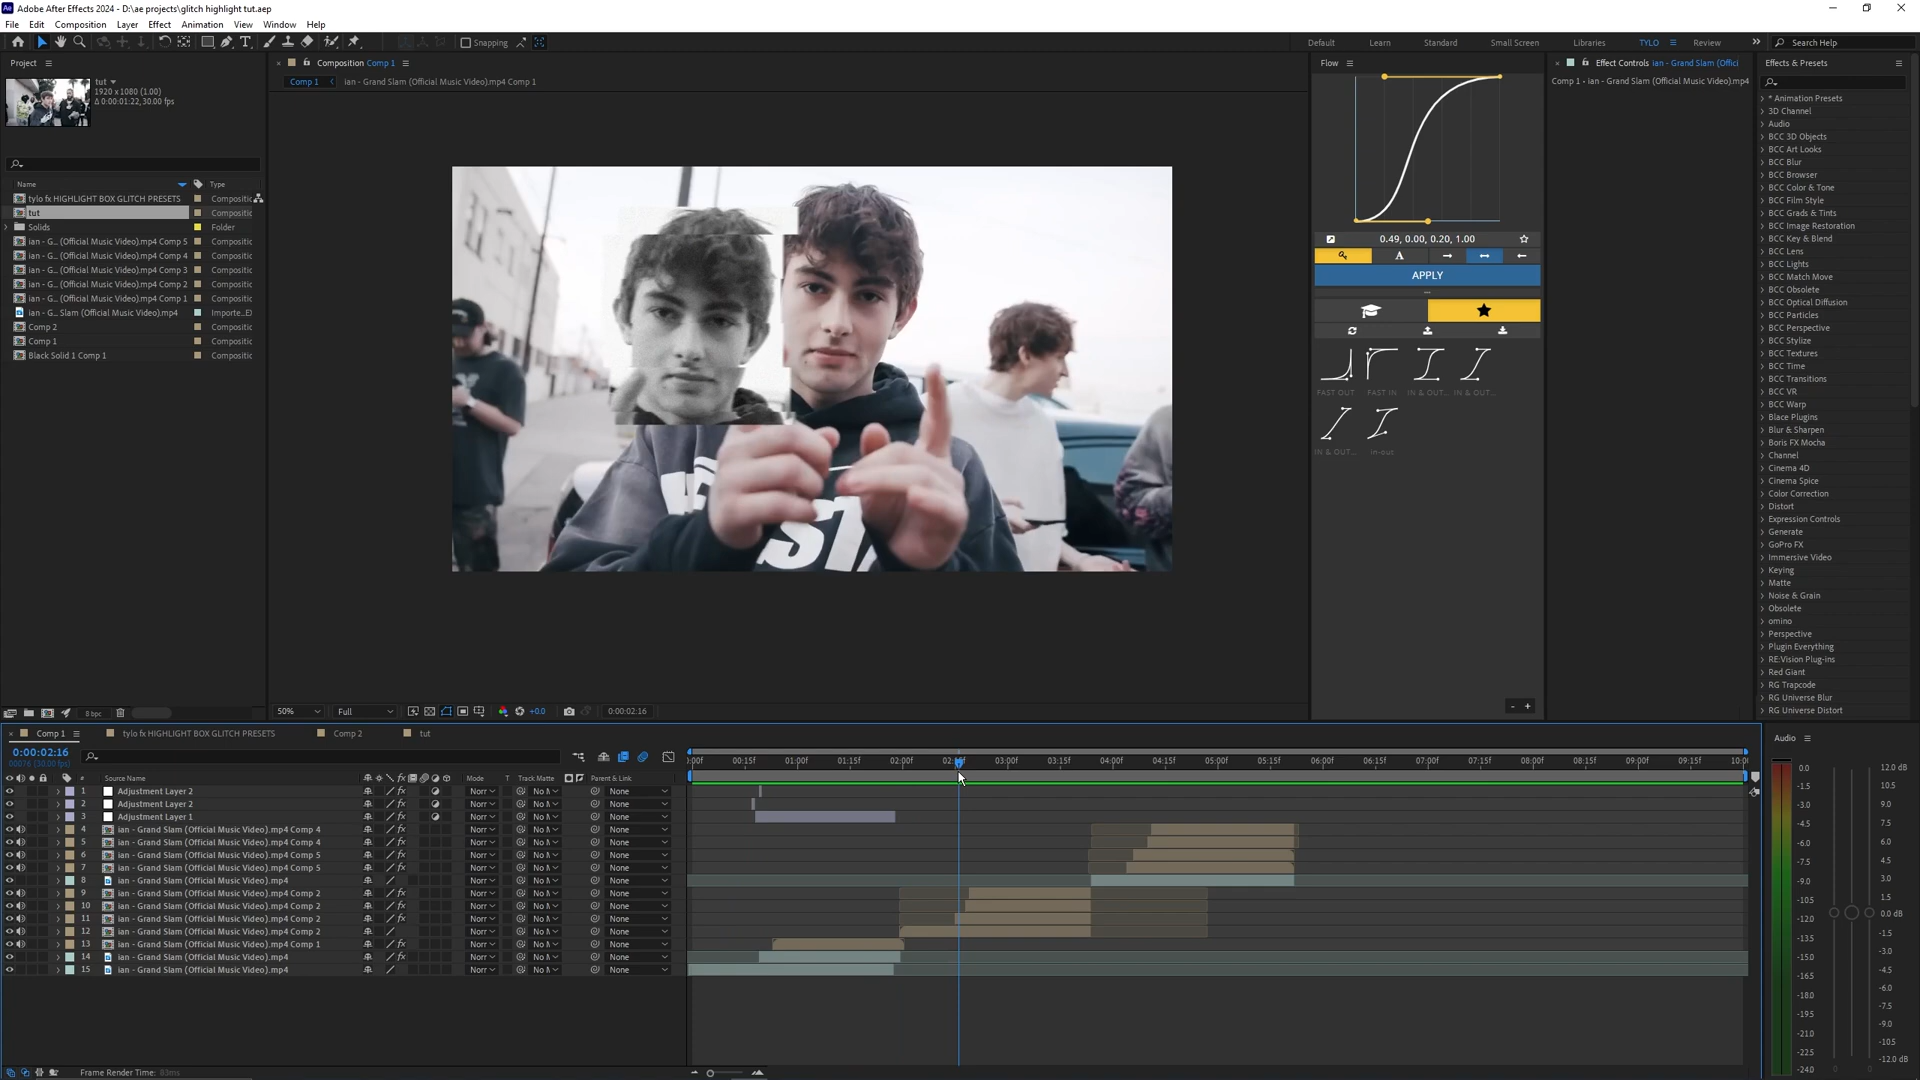 Adobe After Effects 2024 - D:\ae projects\glitch highlight tut.aep
File Edit Composition Layer Effect Animation View Window Help
Snapping
Default Learn Standard Small Screen Libraries TYLO Review Search Help
Project
tut
1920 x 1080 (1.00)
Δ 0:00:01:22, 30.00 fps
Name Type
tylo fx HIGHLIGHT BOX GLITCH PRESETS Compositic
tut Compositic
Solids Folder
ian - G... (Official Music Video).mp4 Comp 5 Compositic
ian - G... (Official Music Video).mp4 Comp 4 Compositic
ian - G... (Official Music Video).mp4 Comp 3 Compositic
ian - G... (Official Music Video).mp4 Comp 2 Compositic
ian - G... (Official Music Video).mp4 Comp 1 Compositic
ian - G... Slam (Official Music Video).mp4 Importe...E
Comp 2 Compositic
Comp 1 Compositic
Black Solid 1 Comp 1 Compositic
8 bpc
Composition Comp 1
Comp 1 ian - Grand Slam (Official Music Video).mp4 Comp 1
50% Full +0.0 0:00:02:16
Flow
0.49, 0.00, 0.20, 1.00
A
APPLY
FAST OUT FAST IN IN & OUT... IN & OUT...
IN & OUT... in-out
- +
Effect Controls ian - Grand Slam (Offici
Comp 1 - ian - Grand Slam (Official Music Video).mp4
Effects & Presets
* Animation Presets
3D Channel
Audio
BCC 3D Objects
BCC Art Looks
BCC Blur
BCC Browser
BCC Color & Tone
BCC Film Style
BCC Grads & Tints
BCC Image Restoration
BCC Key & Blend
BCC Lens
BCC Lights
BCC Match Move
BCC Obsolete
BCC Optical Diffusion
BCC Particles
BCC Perspective
BCC Stylize
BCC Textures
BCC Time
BCC Transitions
BCC VR
BCC Warp
Blace Plugins
Blur & Sharpen
Boris FX Mocha
Channel
Cinema 4D
Cinema Spice
Color Correction
Distort
Expression Controls
Generate
GoPro FX
Immersive Video
Keying
Matte
Noise & Grain
Obsolete
omino
Perspective
Plugin Everything
RE:Vision Plug-ins
Red Giant
RG Trapcode
RG Universe Blur
RG Universe Distort
Comp 1 tylo fx HIGHLIGHT BOX GLITCH PRESETS Comp 2 tut
0:00:02:16
00076 (30.00 fps)
# Source Name Mode T Track Matte Parent & Link
:00f 00:15f 01:00f 01:15f 02:00f 03:00f 03:15f 04:00f 04:15f 05:00f 05:15f 06:00f 06:15f 07:00f 07:15f 08:00f 08:15f 09:00f 09:15f 10:0
1 Adjustment Layer 2 Norr No M None
2 Adjustment Layer 2 Norr No M None
3 Adjustment Layer 1 Norr No M None
4 ian - Grand Slam (Official Music Video).mp4 Comp 4 Norr No M None
5 ian - Grand Slam (Official Music Video).mp4 Comp 4 Norr No M None
6 ian - Grand Slam (Official Music Video).mp4 Comp 5 Norr No M None
7 ian - Grand Slam (Official Music Video).mp4 Comp 5 Norr No M None
8 ian - Grand Slam (Official Music Video).mp4 Norr No M None
9 ian - Grand Slam (Official Music Video).mp4 Comp 2 Norr No M None
10 ian - Grand Slam (Official Music Video).mp4 Comp 2 Norr No M None
11 ian - Grand Slam (Official Music Video).mp4 Comp 2 Norr No M None
12 ian - Grand Slam (Official Music Video).mp4 Comp 2 Norr No M None
13 ian - Grand Slam (Official Music Video).mp4 Comp 1 Norr No M None
14 ian - Grand Slam (Official Music Video).mp4 Norr No M None
15 ian - Grand Slam (Official Music Video).mp4 Norr No M None
Frame Render Time: 83ms
Audio
0.0 12.0 dB
-1.5 10.5
-3.0 9.0
-4.5 7.5
-6.0 6.0
-7.5 4.5
-9.0 3.0
-10.5 1.5
-12.0 0.0 dB
-13.5 -1.5
-15.0 -3.0
-16.5 -4.5
-18.0 -6.0
-19.5 -7.5
-21.0 -9.0
-22.5 -10.5
-24.0 -12.0 dB